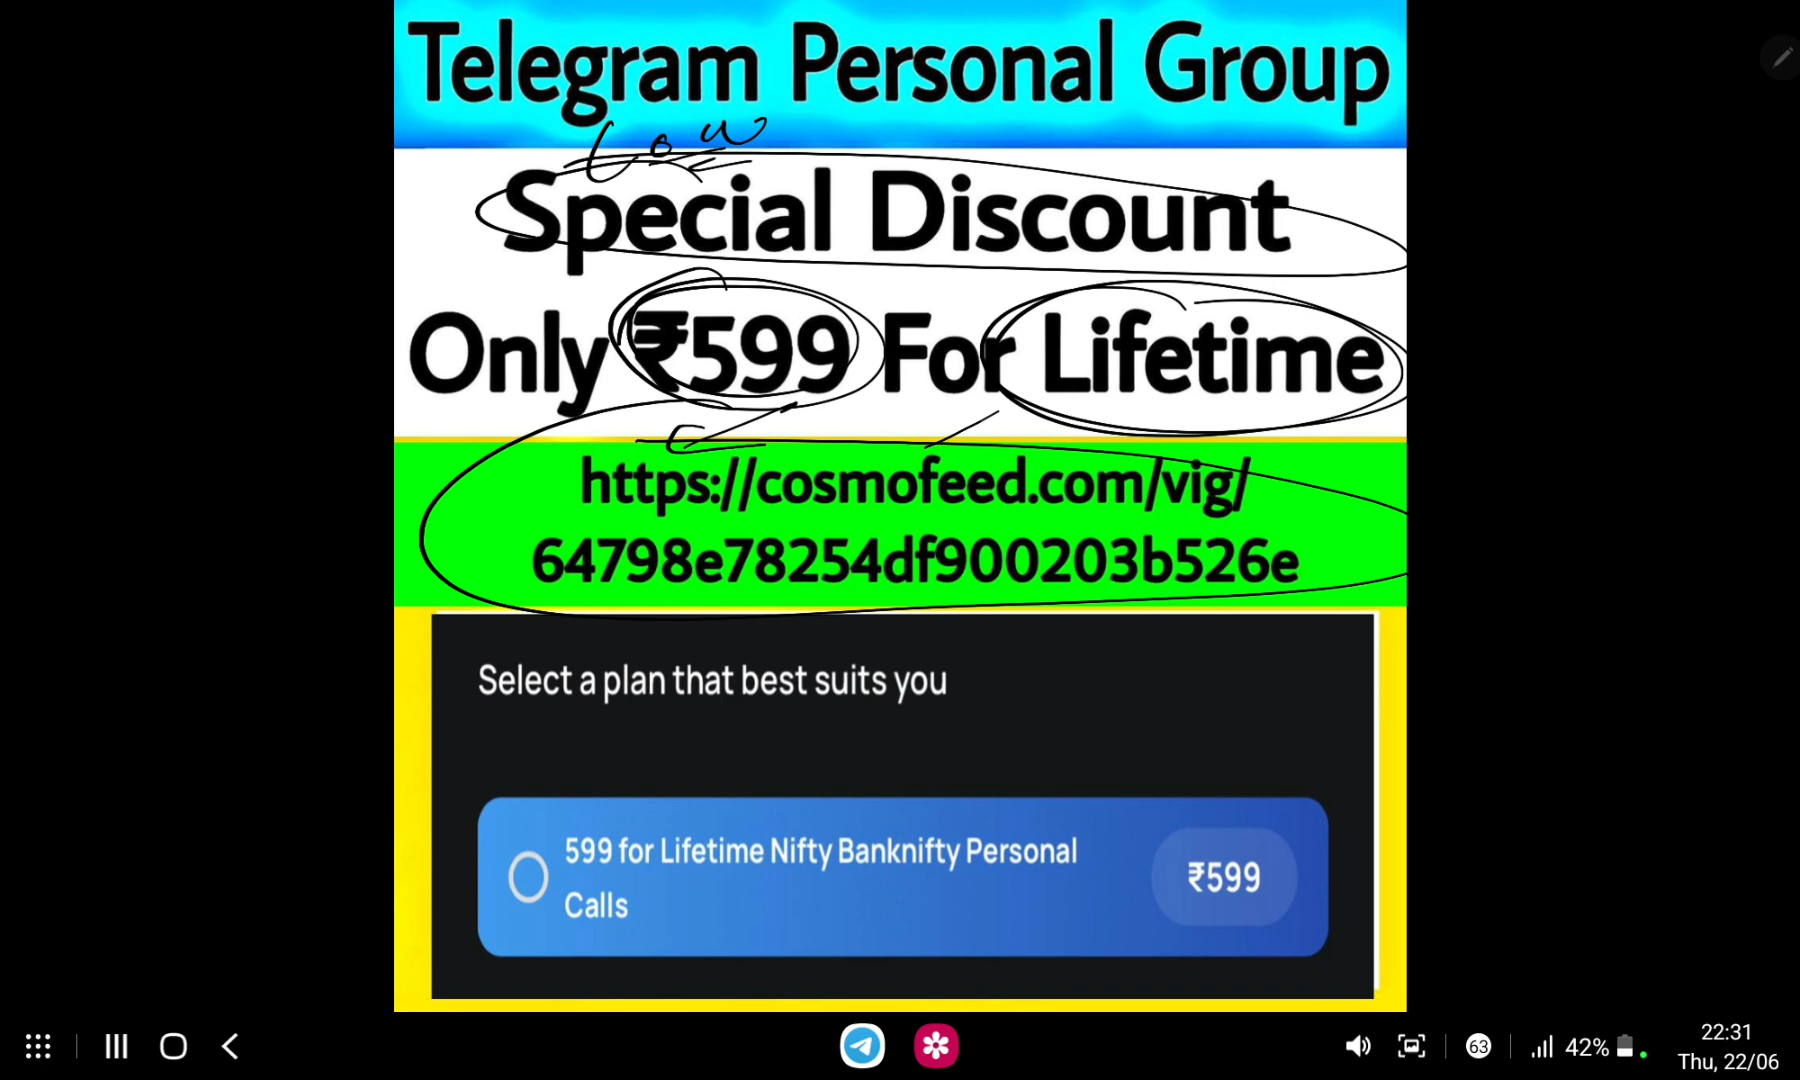 Telegram Personal Group
Low
Special Discount
Only ₹599 For Lifetime
https://cosmofeed.com/vig/
64798e78254df900203b526e
Select a plan that best suits you
599 for Lifetime Nifty Banknifty Personal
Calls
₹599
63
42%
22:31
Thu, 22/06